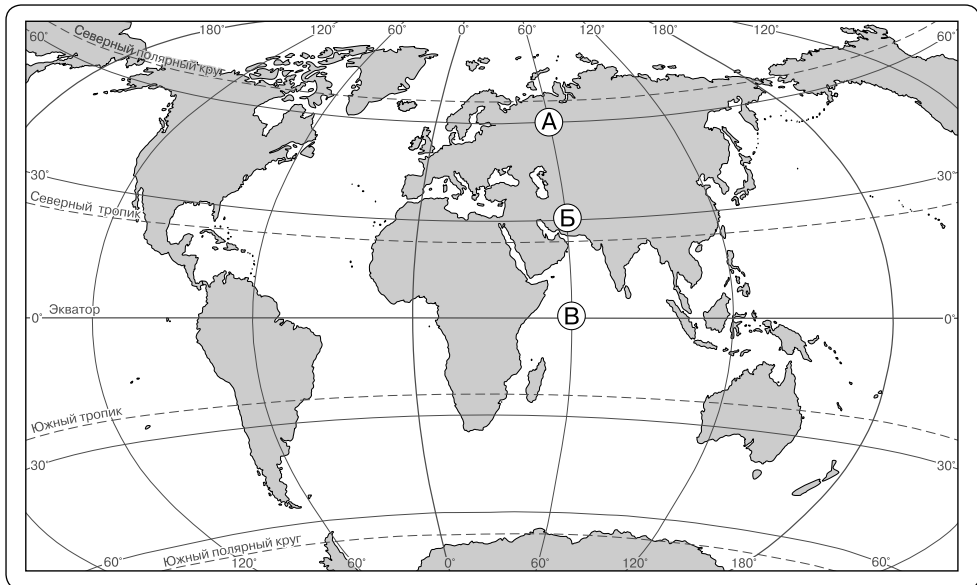 180° 120° 60° 0° 60° 120° 180° 120°
60° Северный полярный круг 60°
А
30° 30°
Северный тропик
Б
Экватор
0° В 0°
Южный тропик
30° 30°
Южный полярный круг
60° 120° 60° 0° 60° 120° 180° 60°